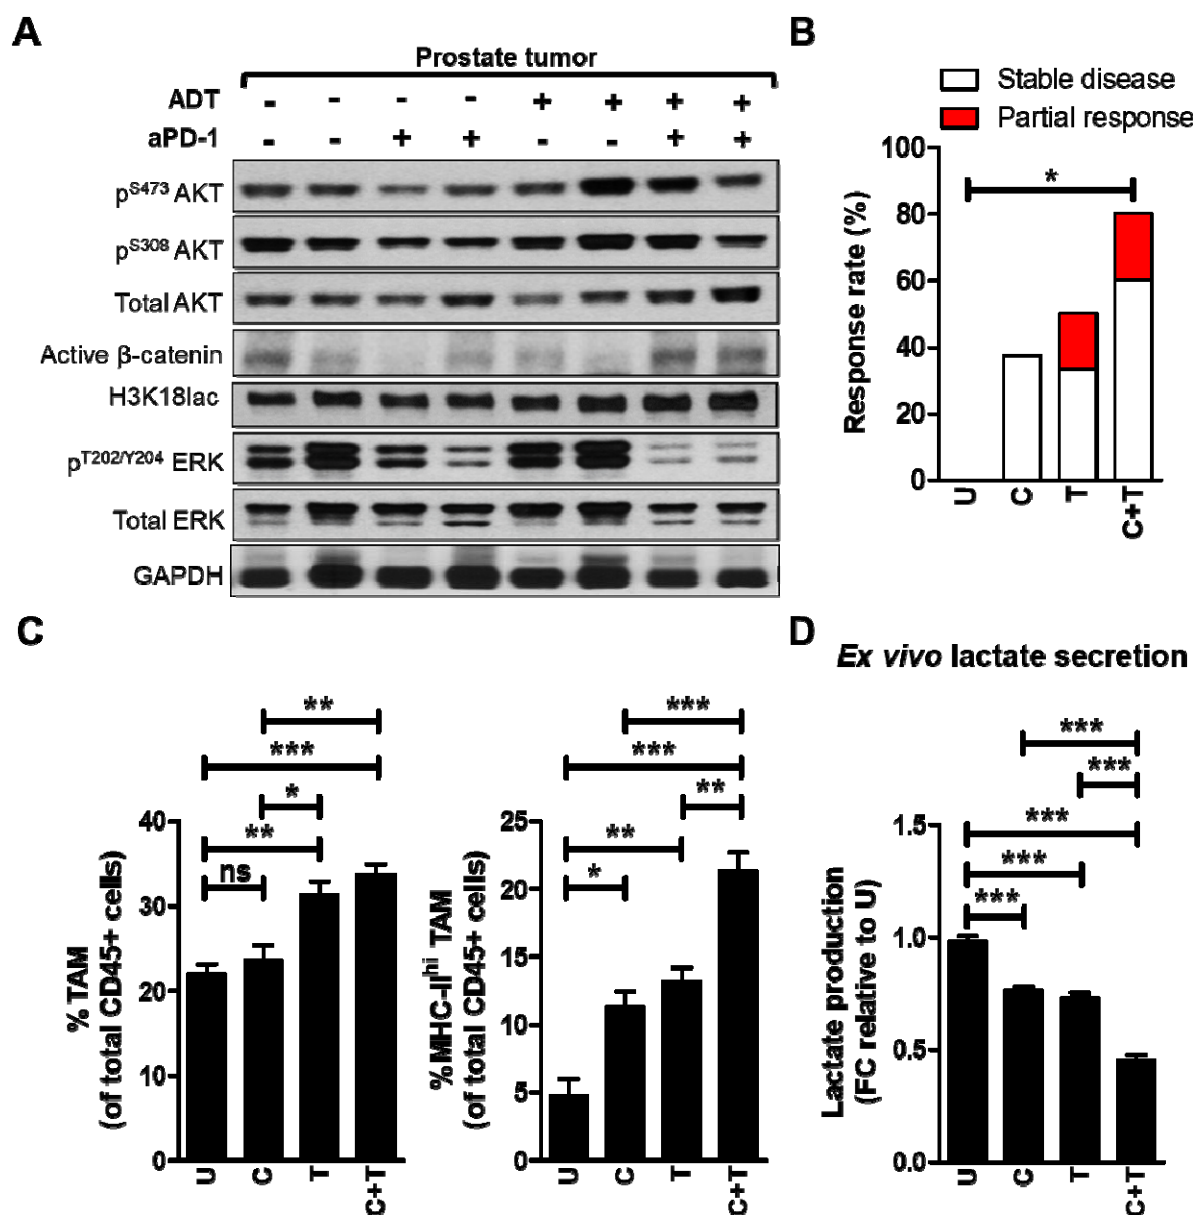 A
Prostate tumor
ADT - - - - + + + +
aPD-1 - - + + - - + +
pS473 AKT
pS308 AKT
Total AKT
Active β-catenin
H3K18lac
pT202/Y204 ERK
Total ERK
GAPDH
B
Stable disease
Partial response
*
Response rate (%)
100
80
60
40
20
0
U C T C+T
C
**
***
*
**
ns
% TAM
(of total CD45+ cells)
40
30
20
10
0
U C T C+T
***
***
**
**
*
% MHC-IIhi TAM
(of total CD45+ cells)
25
20
15
10
5
0
U C T C+T
D
Ex vivo lactate secretion
***
***
***
***
***
Lactate production
(FC relative to U)
1.5
1.0
0.5
0.0
U C T C+T